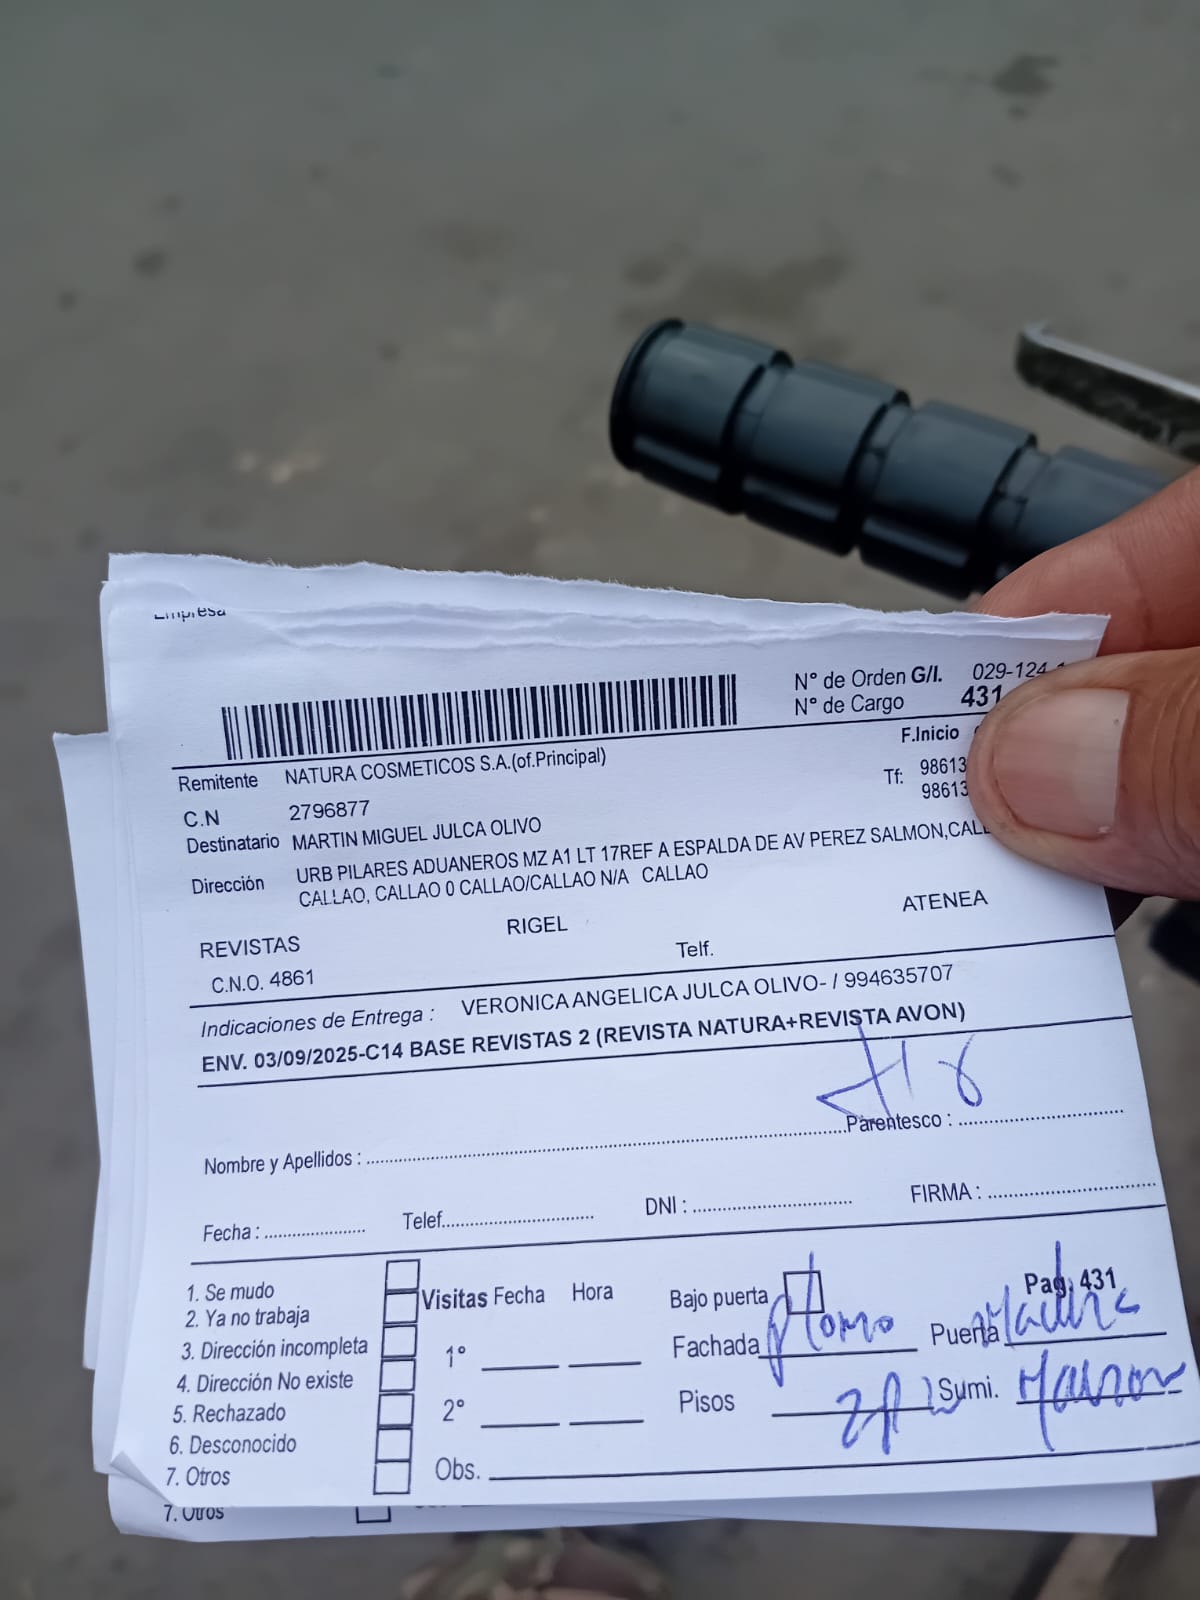 Empresa
N° de Orden G/I. 029-124
N° de Cargo 431
F.Inicio
Remitente NATURA COSMETICOS S.A.(of.Principal)
Tf: 98613
98613
C.N 2796877
Destinatario MARTIN MIGUEL JULCA OLIVO
Dirección URB PILARES ADUANEROS MZ A1 LT 17REF A ESPALDA DE AV PEREZ SALMON,CALL
CALLAO, CALLAO 0 CALLAO/CALLAO N/A CALLAO
REVISTAS RIGEL ATENEA
C.N.O. 4861 Telf.
Indicaciones de Entrega : VERONICA ANGELICA JULCA OLIVO- / 994635707
ENV. 03/09/2025-C14 BASE REVISTAS 2 (REVISTA NATURA+REVISTA AVON)
Nombre y Apellidos : Parentesco :
Fecha : Telef. DNI : FIRMA :
1. Se mudo Visitas Fecha Hora Bajo puerta Pag. 431
2. Ya no trabaja
3. Dirección incompleta 1° Fachada plomo Puerta
4. Dirección No existe
5. Rechazado 2° Pisos Sumi.
6. Desconocido
7. Otros Obs.
7. Otros